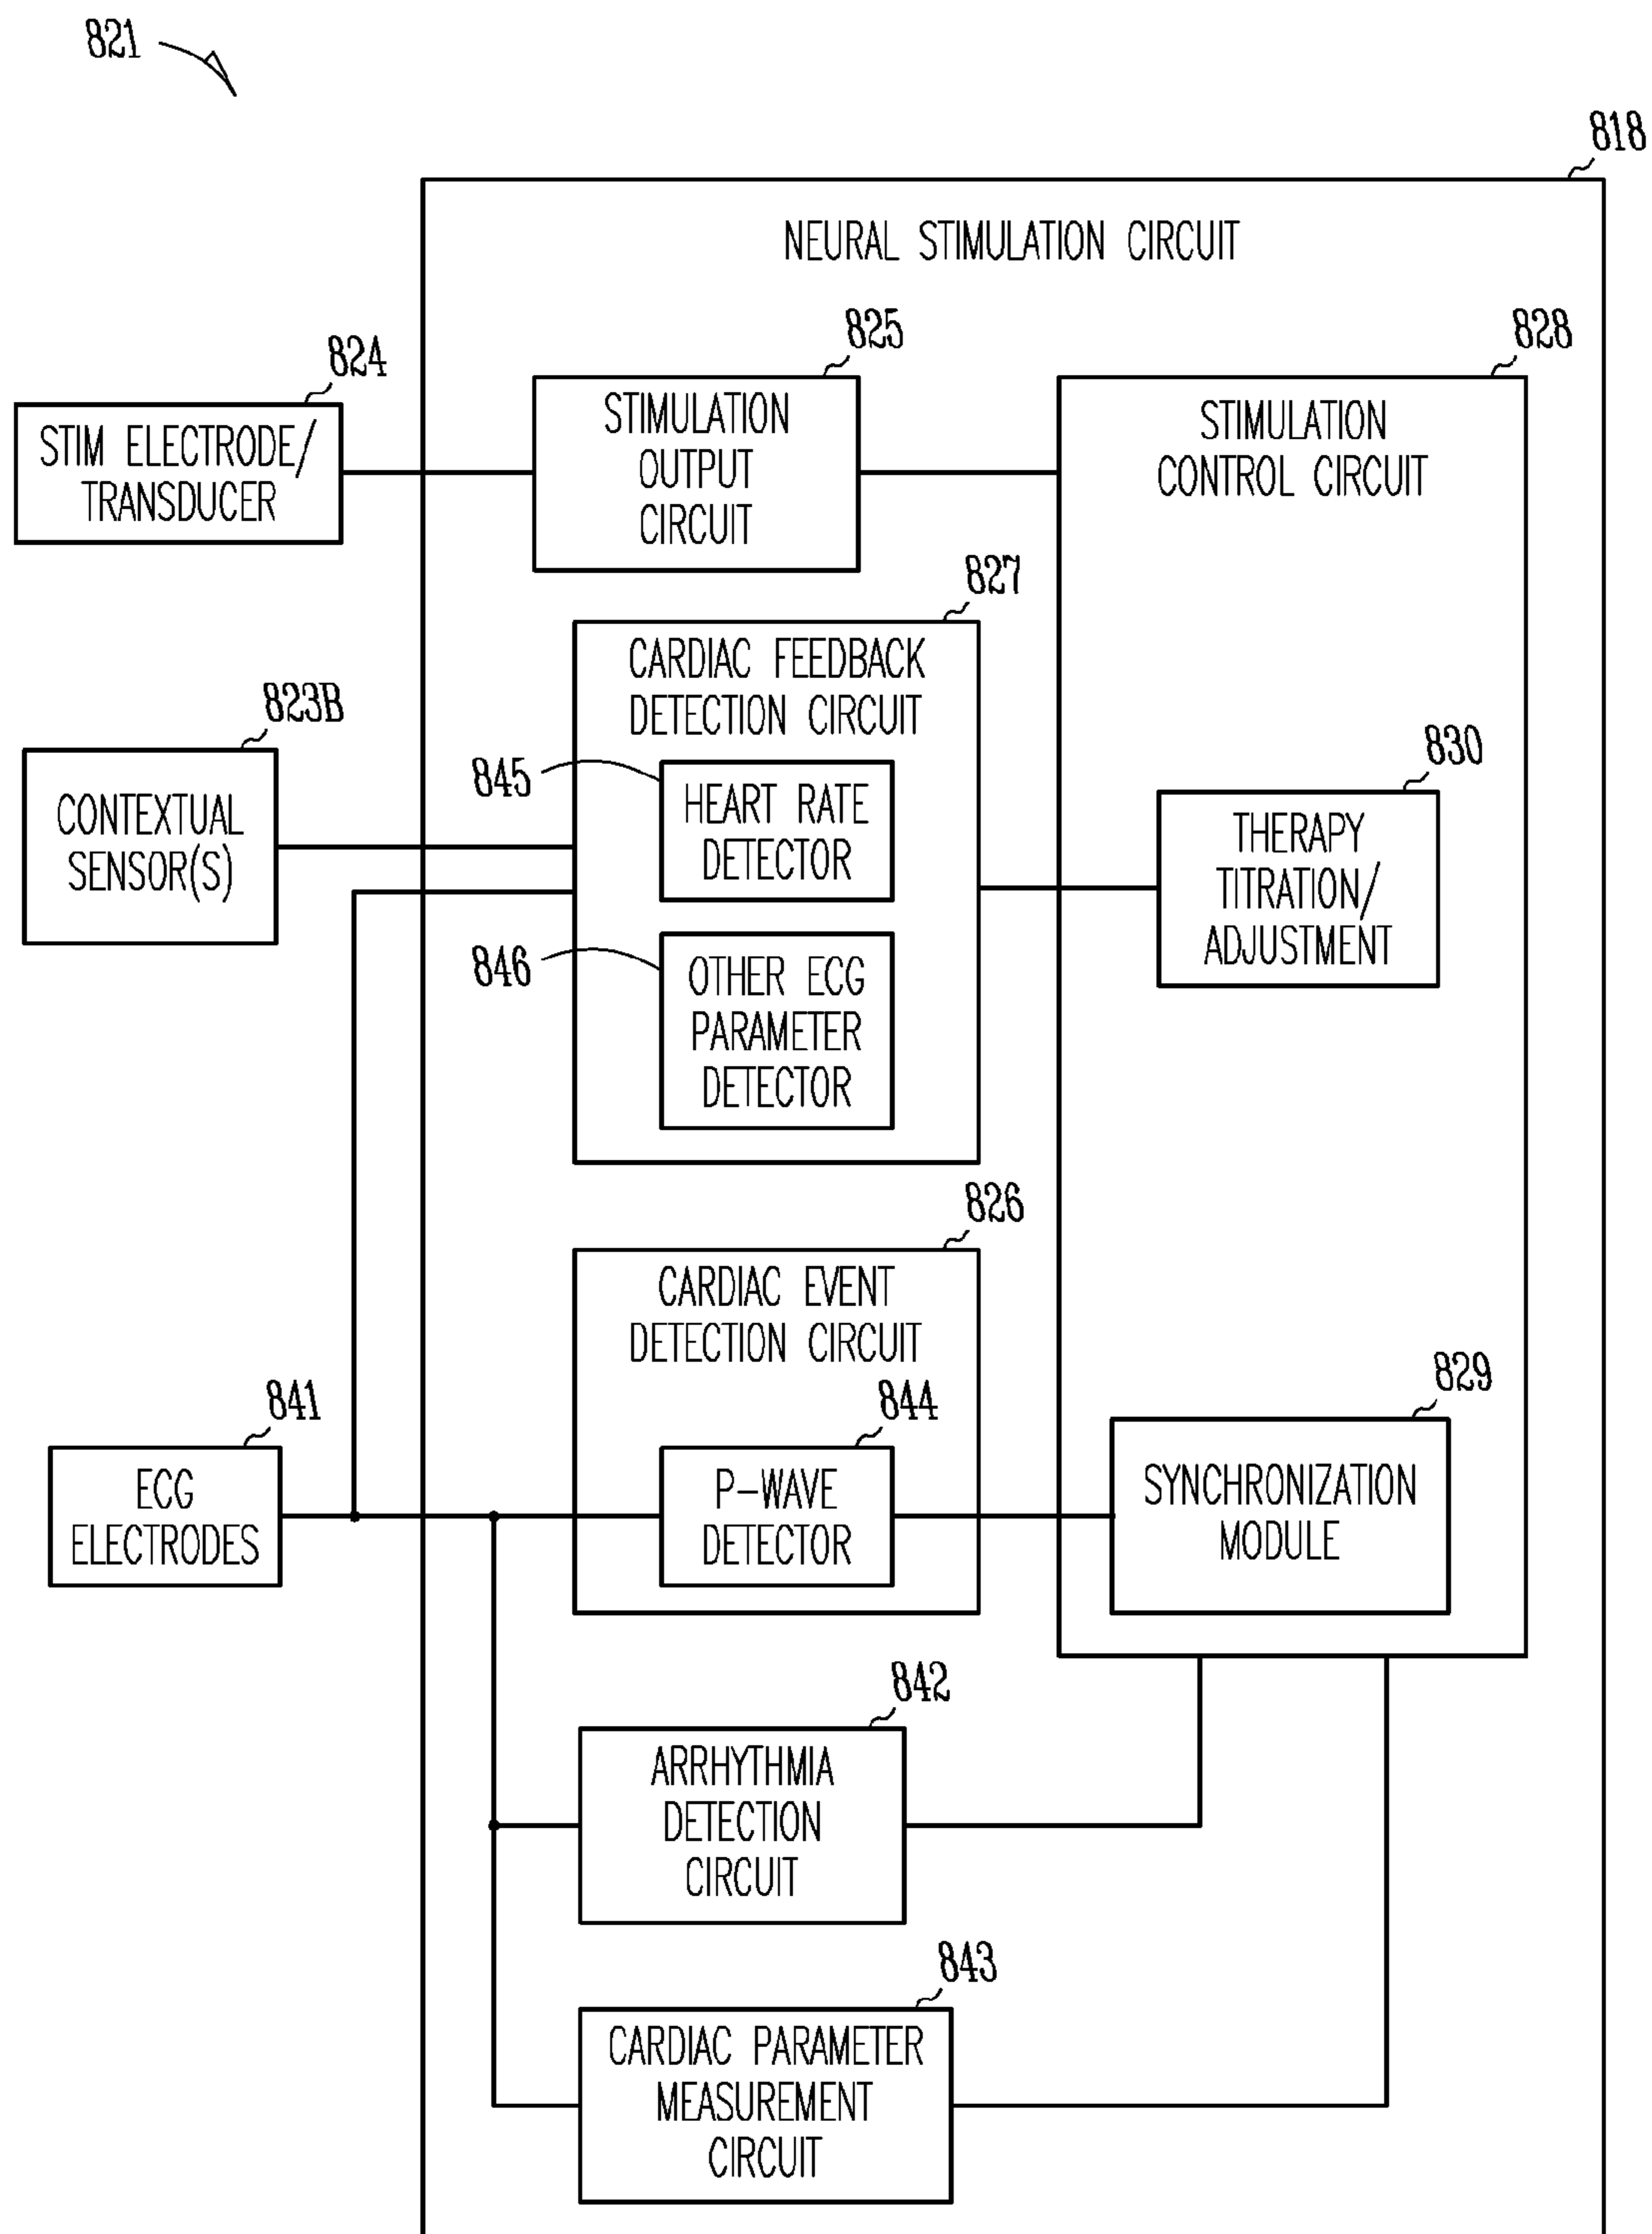 821
818
NEURAL STIMULATION CIRCUIT
825
828
824
STIMULATION
OUTPUT
CIRCUIT
STIMULATION
CONTROL CIRCUIT
STIM ELECTRODE/
TRANSDUCER
827
CARDIAC FEEDBACK
DETECTION CIRCUIT
823B
CONTEXTUAL
SENSOR(S)
845
HEART RATE
DETECTOR
830
THERAPY
TITRATION/
ADJUSTMENT
846
OTHER ECG
PARAMETER
DETECTOR
826
CARDIAC EVENT
DETECTION CIRCUIT
841
ECG
ELECTRODES
844
P-WAVE
DETECTOR
829
SYNCHRONIZATION
MODULE
842
ARRHYTHMIA
DETECTION
CIRCUIT
843
CARDIAC PARAMETER
MEASUREMENT
CIRCUIT